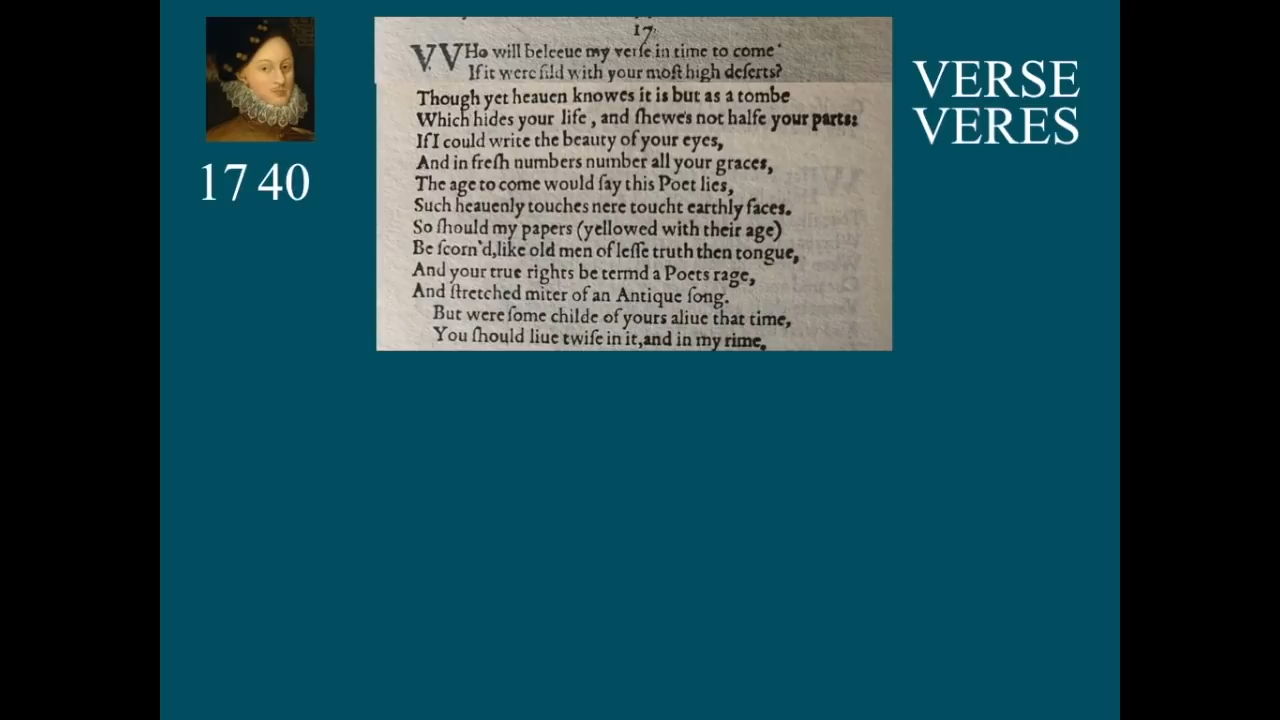 17.
VVHo will beleeue my verſe in time to come
If it were fild with your moſt high deſerts?
Though yet heauen knowes it is but as a tombe
Which hides your life , and ſhewes not halfe your parts:
If I could write the beauty of your eyes,
And in freſh numbers number all your graces,
The age to come would ſay this Poet lies,
Such heauenly touches nere toucht earthly faces.
So ſhould my papers (yellowed with their age)
Be ſcorn'd,like old men of leſſe truth then tongue,
And your true rights be termd a Poets rage,
And ſtretched miter of an Antique ſong.
But were ſome childe of yours aliue that time,
You ſhould liue twiſe in it,and in my rime.
1740
VERSE
VERES